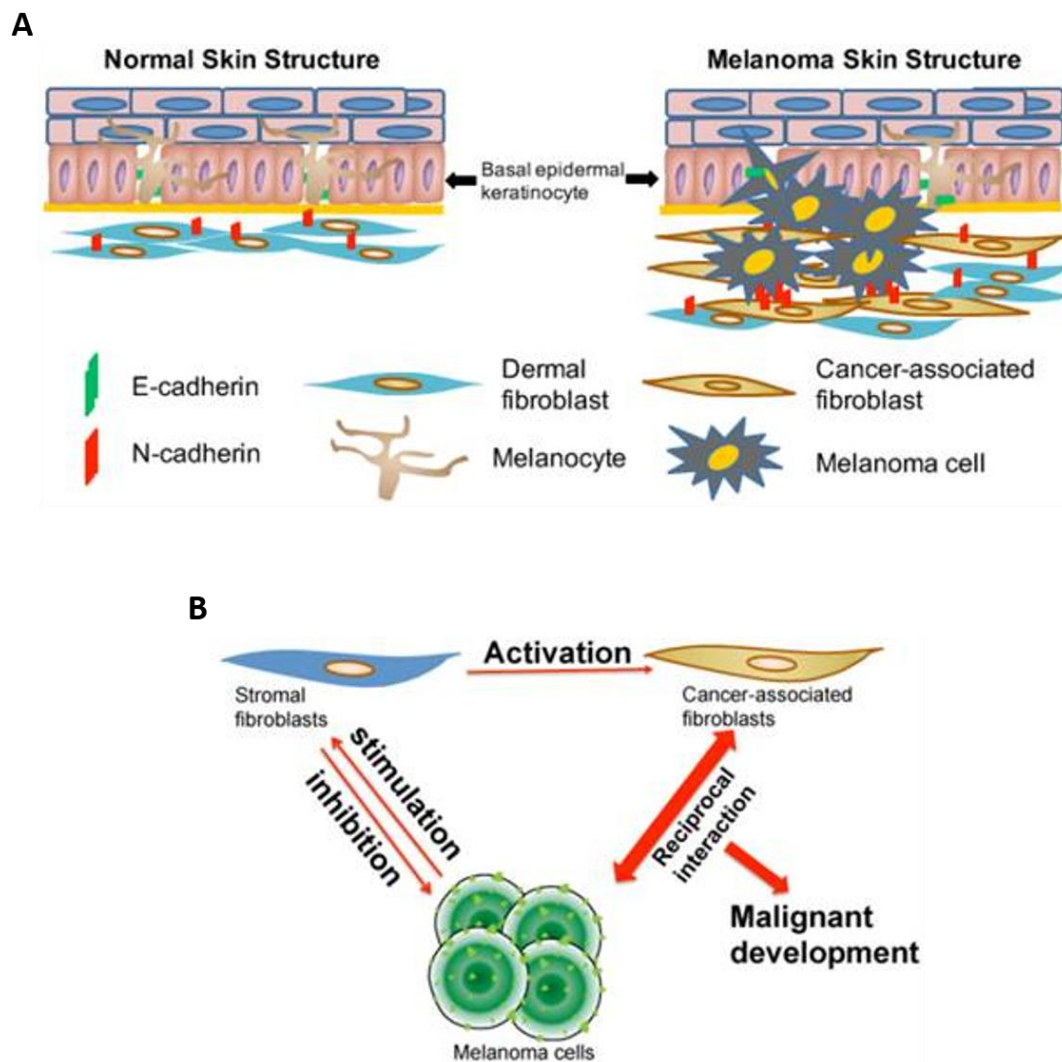 A
Normal Skin Structure
Melanoma Skin Structure
Basal epidermal
keratinocyte
E-cadherin
Dermal
fibroblast
Cancer-associated
fibroblast
N-cadherin
Melanocyte
Melanoma cell
B
Activation
Stromal
fibroblasts
Cancer-associated
fibroblasts
stimulation
inhibition
Reciprocal
interaction
Malignant
development
Melanoma cells